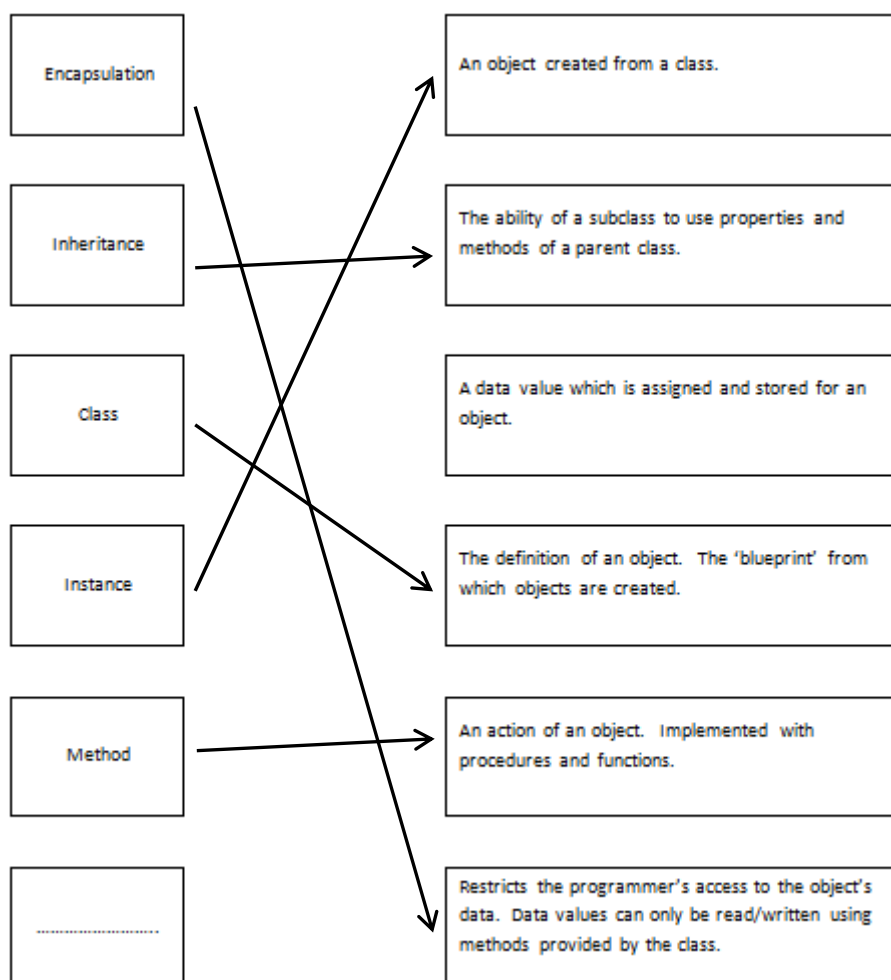 Encapsulation
An object created from a class.
Inheritance
The ability of a subclass to use properties and
methods of a parent class.
Class
A data value which is assigned and stored for an
object.
Instance
The definition of an object. The ‘blueprint’ from
which objects are created.
Method
An action of an object. Implemented with
procedures and functions.
...............................
Restricts the programmer’s access to the object’s
data. Data values can only be read/written using
methods provided by the class.